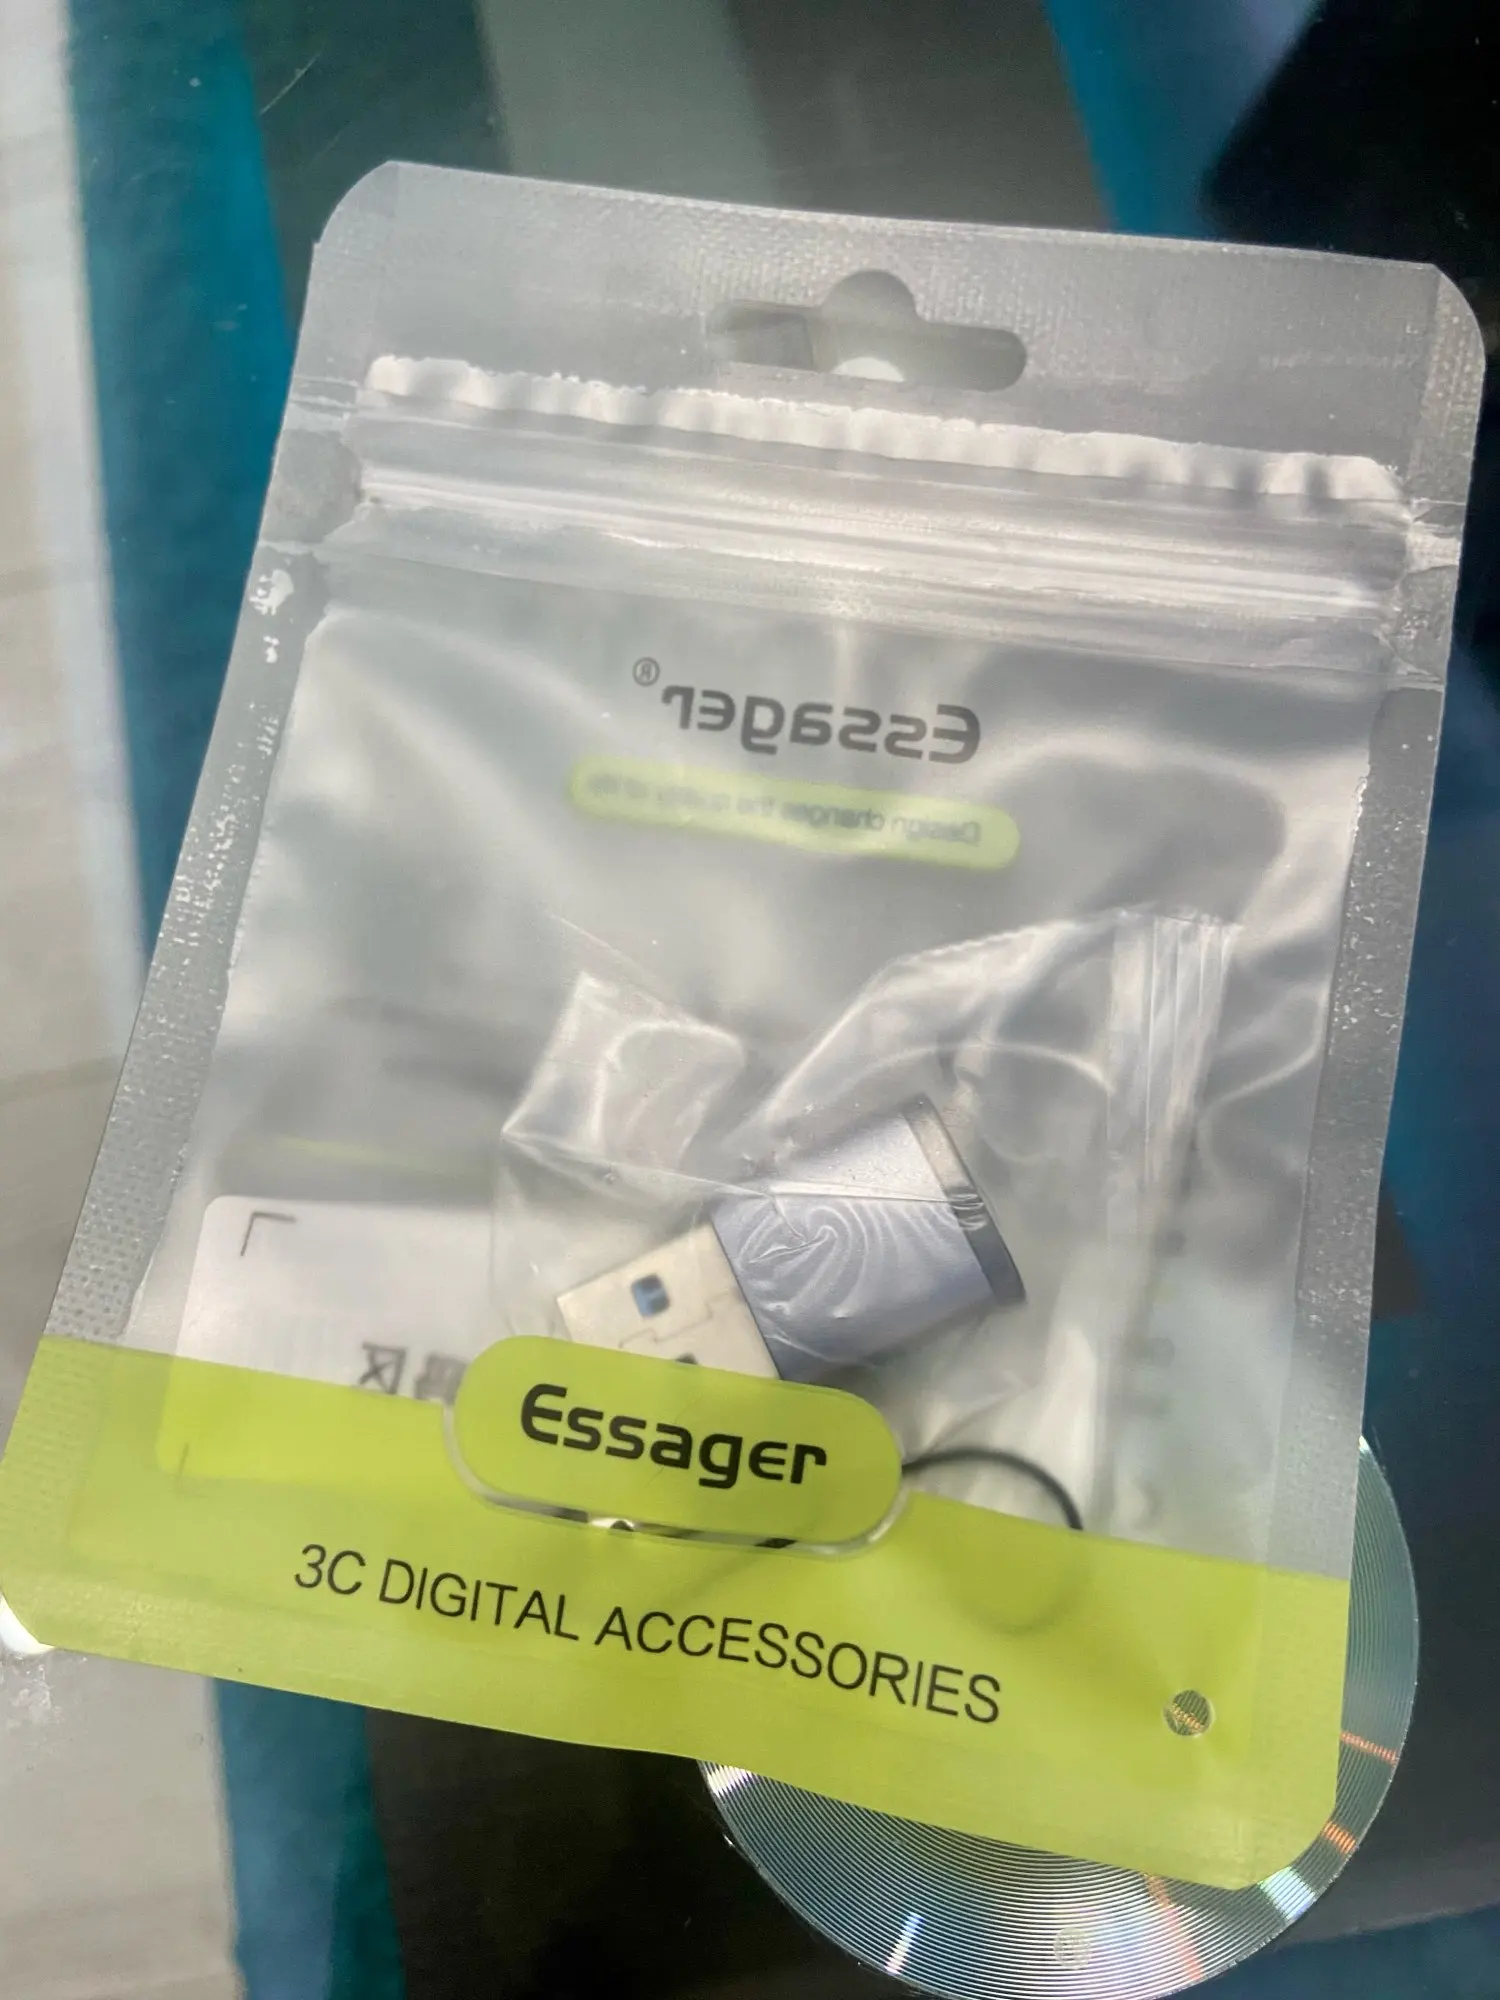 Essager®
Design changes the quality of life
Essager
3C DIGITAL ACCESSORIES